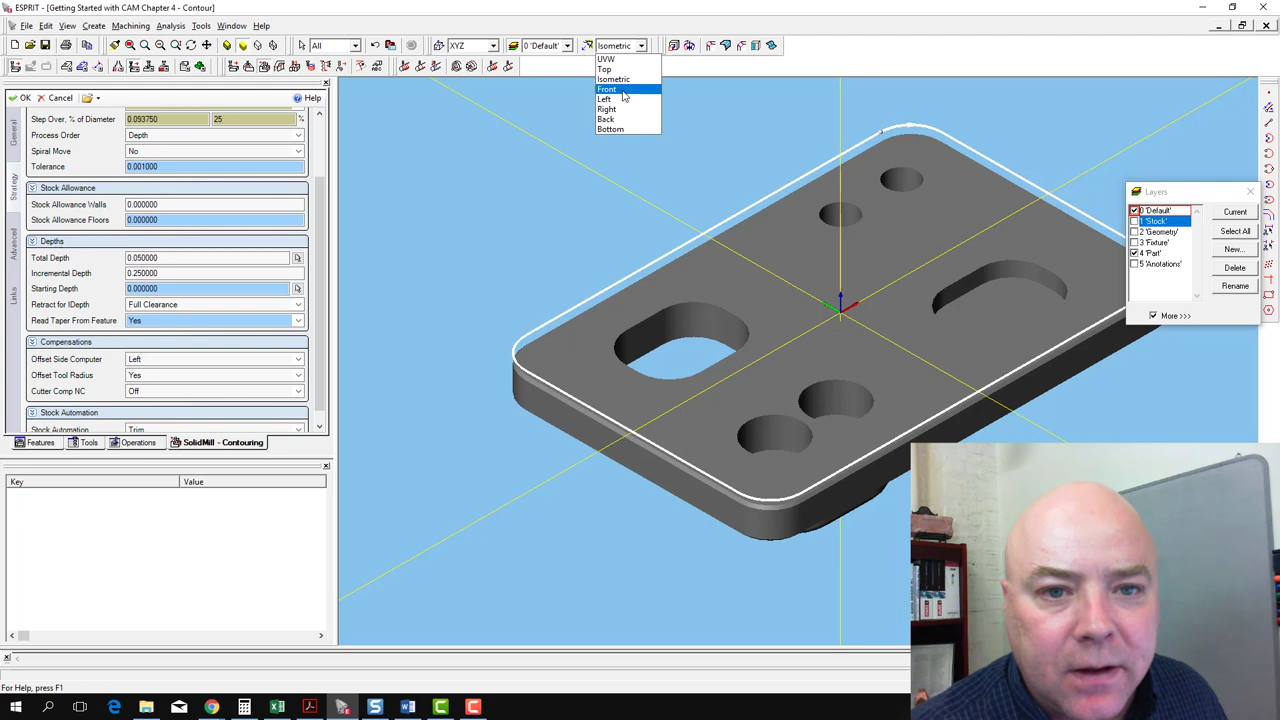 ESPRIT - [Getting Started with CAM Chapter 4 - Contour]
File Edit View Create Machining Analysis Tools Window Help
All XYZ 0 'Default' Isometric
UVW
Top
Isometric
Front
Left
Right
Back
Bottom
OK Cancel Help
General
Strategy
Advanced
Links
Step Over, % of Diameter 0.093750 25 %
Process Order Depth
Spiral Move No
Tolerance 0.001000
Stock Allowance
Stock Allowance Walls 0.000000
Stock Allowance Floors 0.000000
Depths
Total Depth 0.050000
Incremental Depth 0.250000
Starting Depth 0.000000
Retract for IDepth Full Clearance
Read Taper From Feature Yes
Compensations
Offset Side Computer Left
Offset Tool Radius Yes
Cutter Comp NC Off
Stock Automation
Stock Automation Trim
Features Tools Operations SolidMill - Contouring
Key Value
Layers
0 'Default'
1 'Stock'
2 'Geometry'
3 'Fixture'
4 'Part'
5 'Anotations'
Current
Select All
New...
Delete
Rename
More >>>
For Help, press F1